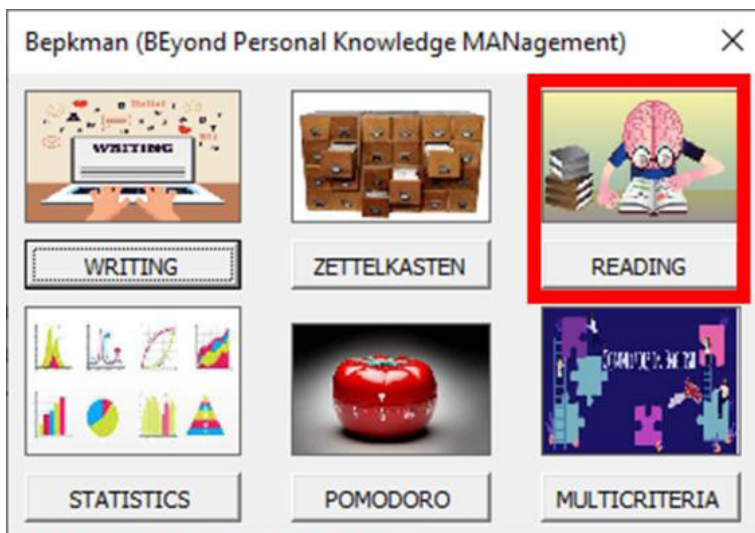 Bepkman (BEyond Personal Knowledge MANagement)
WRITING
WRITING
ZETTELKASTEN
READING
STATISTICS
POMODORO
MULTICRITERIA